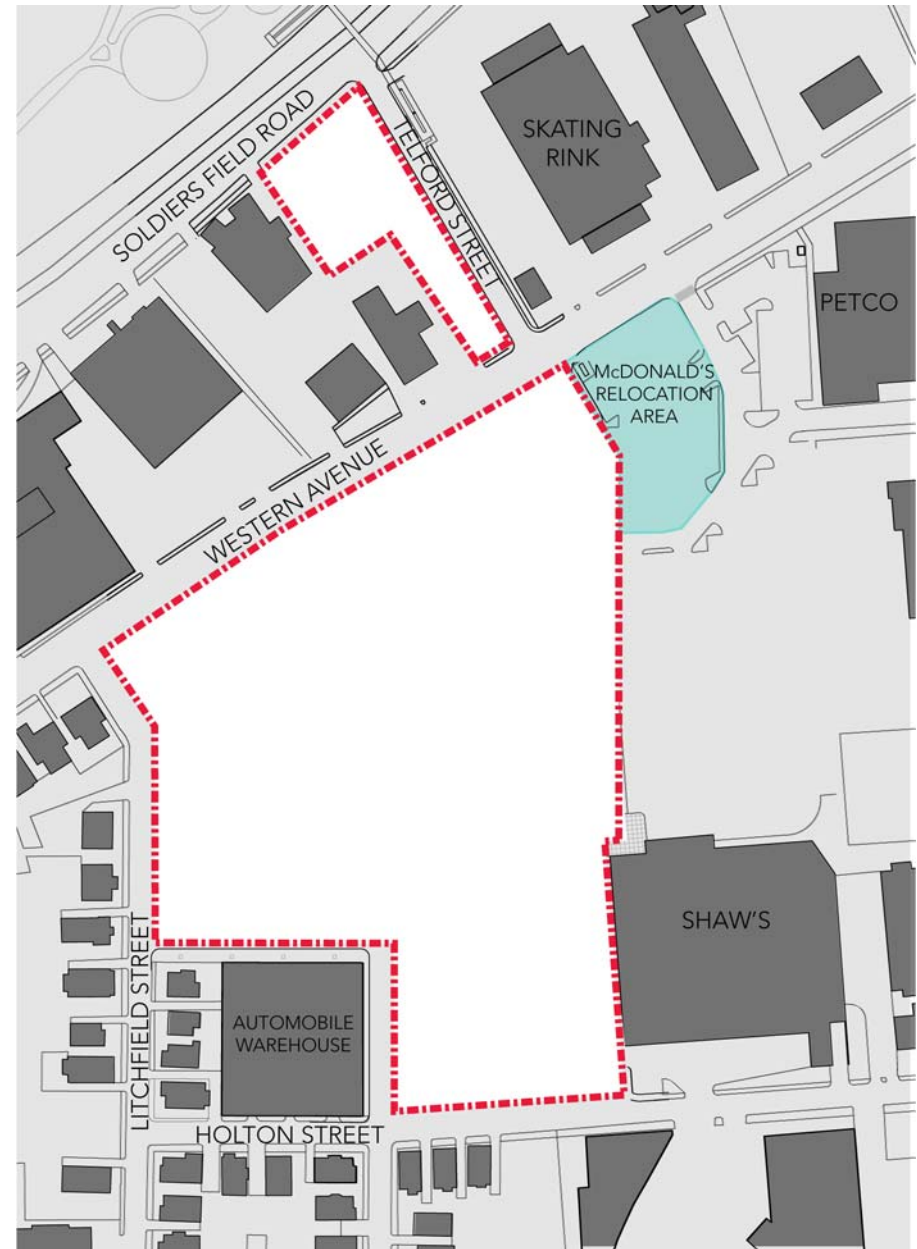 SOLDIERS FIELD ROAD
TELFORD STREET
SKATING
RINK
PETCO
McDONALD'S
RELOCATION
AREA
WESTERN AVENUE
SHAW'S
LITCHFIELD STREET
AUTOMOBILE
WAREHOUSE
HOLTON STREET